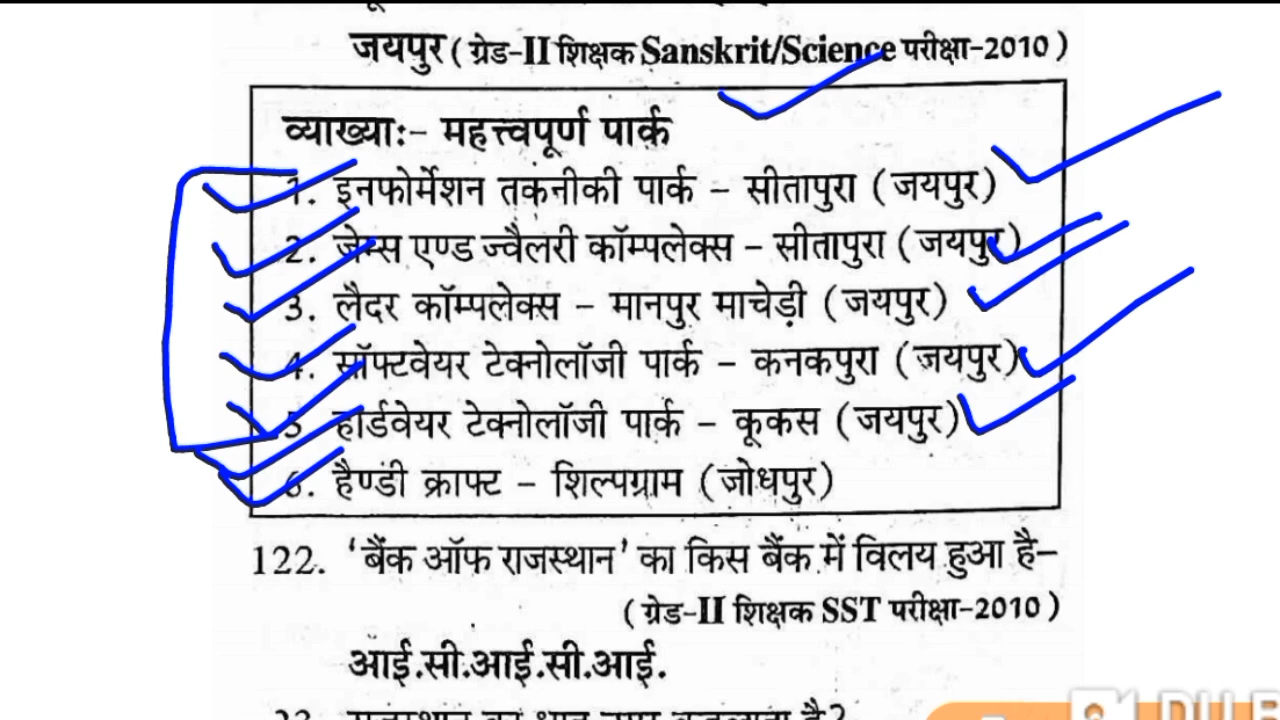 जयपुर ( ग्रेड-II शिक्षक Sanskrit/Science परीक्षा-2010 )
व्याख्याः- महत्त्वपूर्ण पार्क
1. इनफोर्मेशन तकनीकी पार्क - सीतापुरा (जयपुर)
2. जेम्स एण्ड ज्वैलरी कॉम्पलेक्स - सीतापुरा (जयपुर)
3. लैदर कॉम्पलेक्स - मानपुर माचेड़ी (जयपुर)
4. सॉफ्टवेयर टेक्नोलॉजी पार्क - कनकपुरा (जयपुर)
5 हार्डवेयर टेक्नोलॉजी पार्क - कूकस (जयपुर)
6. हैण्डी क्राफ्ट - शिल्पग्राम (जोधपुर)
122. 'बैंक ऑफ राजस्थान' का किस बैंक में विलय हुआ है-
( ग्रेड-II शिक्षक SST परीक्षा-2010 )
आई.सी.आई.सी.आई.